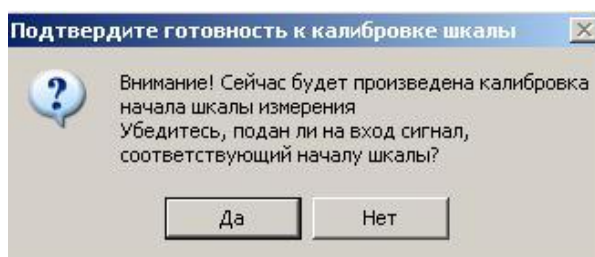 Подтвердите готовность к калибровке шкалы
Внимание! Сейчас будет произведена калибровка
начала шкалы измерения
Убедитесь, подан ли на вход сигнал,
соответствующий началу шкалы?
Да Нет